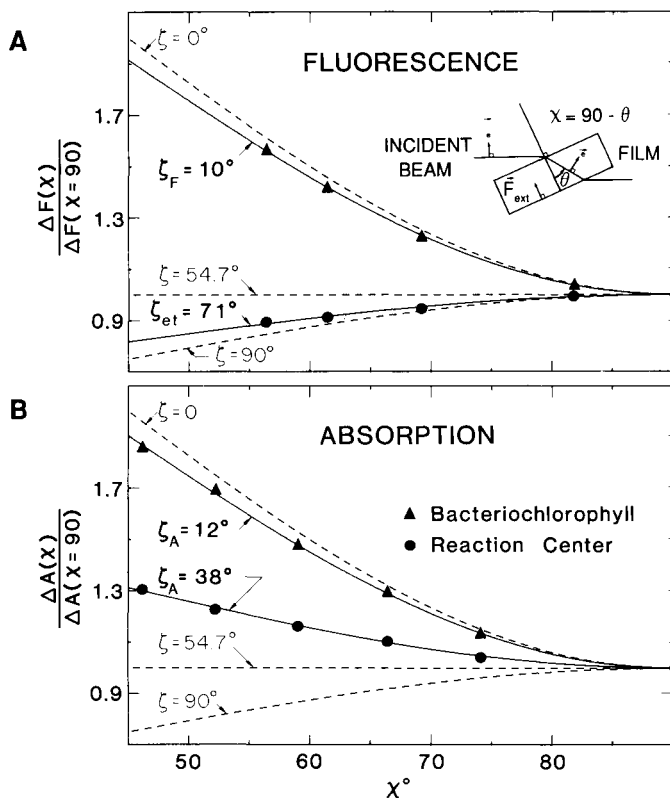 A
FLUORESCENCE
ζ = 0°
χ = 90 - θ
INCIDENT
BEAM
FILM
F⃗ext
θ
e⃗
ζF = 10°
ζ = 54.7°
ζet = 71°
ζ = 90°
ΔF(χ)
ΔF(χ = 90)
1.7
1.3
0.9
B
ABSORPTION
ζ = 0
▲ Bacteriochlorophyll
● Reaction Center
ζA = 12°
ζA = 38°
ζ = 54.7°
ζ = 90°
ΔA(χ)
ΔA(χ = 90)
1.7
1.3
0.9
50 60 70 80
χ°